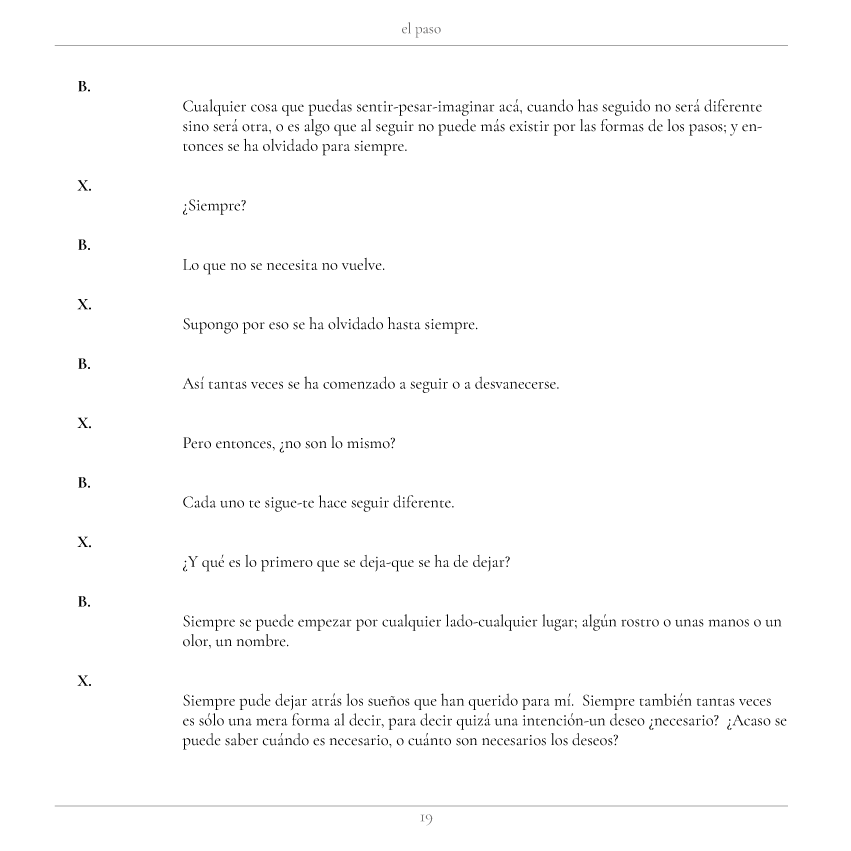 el paso
B.
Cualquier cosa que puedas sentir-pesar-imaginar acá, cuando has seguido no será diferente
sino será otra, o es algo que al seguir no puede más existir por las formas de los pasos; y en-
tonces se ha olvidado para siempre.
X.
¿Siempre?
B.
Lo que no se necesita no vuelve.
X.
Supongo por eso se ha olvidado hasta siempre.
B.
Así tantas veces se ha comenzado a seguir o a desvanecerse.
X.
Pero entonces, ¿no son lo mismo?
B.
Cada uno te sigue-te hace seguir diferente.
X.
¿Y qué es lo primero que se deja-que se ha de dejar?
B.
Siempre se puede empezar por cualquier lado-cualquier lugar; algún rostro o unas manos o un
olor, un nombre.
X.
Siempre pude dejar atrás los sueños que han querido para mí.  Siempre también tantas veces
es sólo una mera forma al decir, para decir quizá una intención-un deseo ¿necesario?  ¿Acaso se
puede saber cuándo es necesario, o cuánto son necesarios los deseos?
19